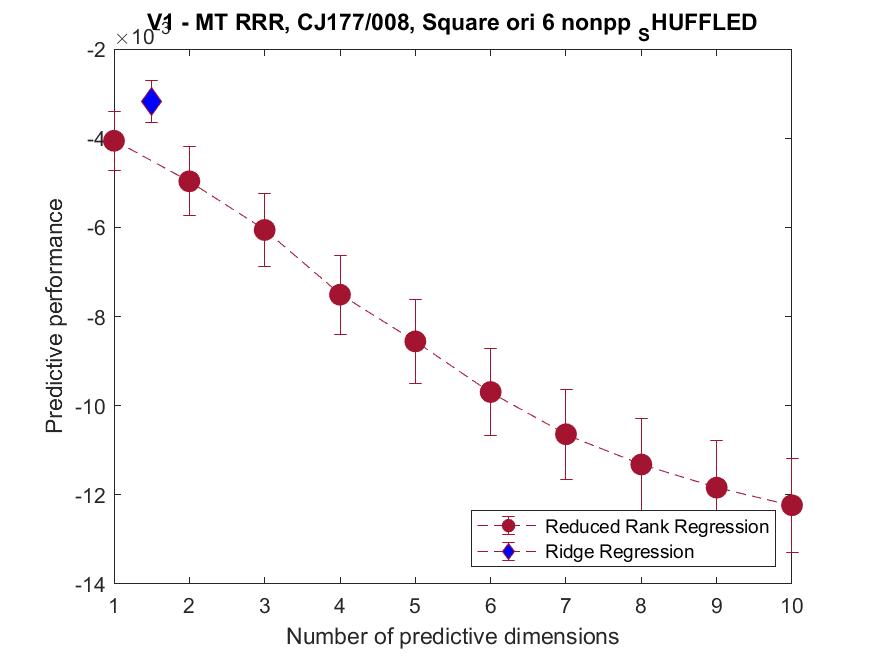 V1 - MT RRR, CJ177/008, Square ori 6 nonpp SHUFFLED
×10-3
-2
-4
-6
-8
-10
-12
-14
Predictive performance
Reduced Rank Regression
Ridge Regression
1 2 3 4 5 6 7 8 9 10
Number of predictive dimensions